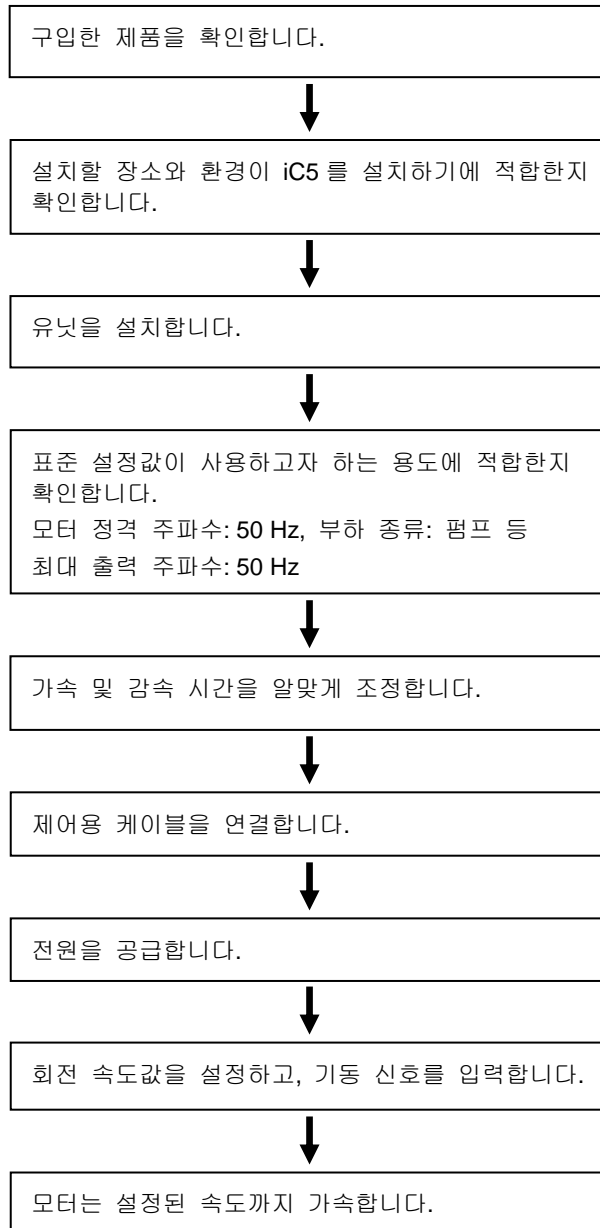 구입한 제품을 확인합니다.
설치할 장소와 환경이 iC5 를 설치하기에 적합한지
확인합니다.
유닛을 설치합니다.
표준 설정값이 사용하고자 하는 용도에 적합한지
확인합니다.
모터 정격 주파수: 50 Hz, 부하 종류: 펌프 등
최대 출력 주파수: 50 Hz
가속 및 감속 시간을 알맞게 조정합니다.
제어용 케이블을 연결합니다.
전원을 공급합니다.
회전 속도값을 설정하고, 기동 신호를 입력합니다.
모터는 설정된 속도까지 가속합니다.